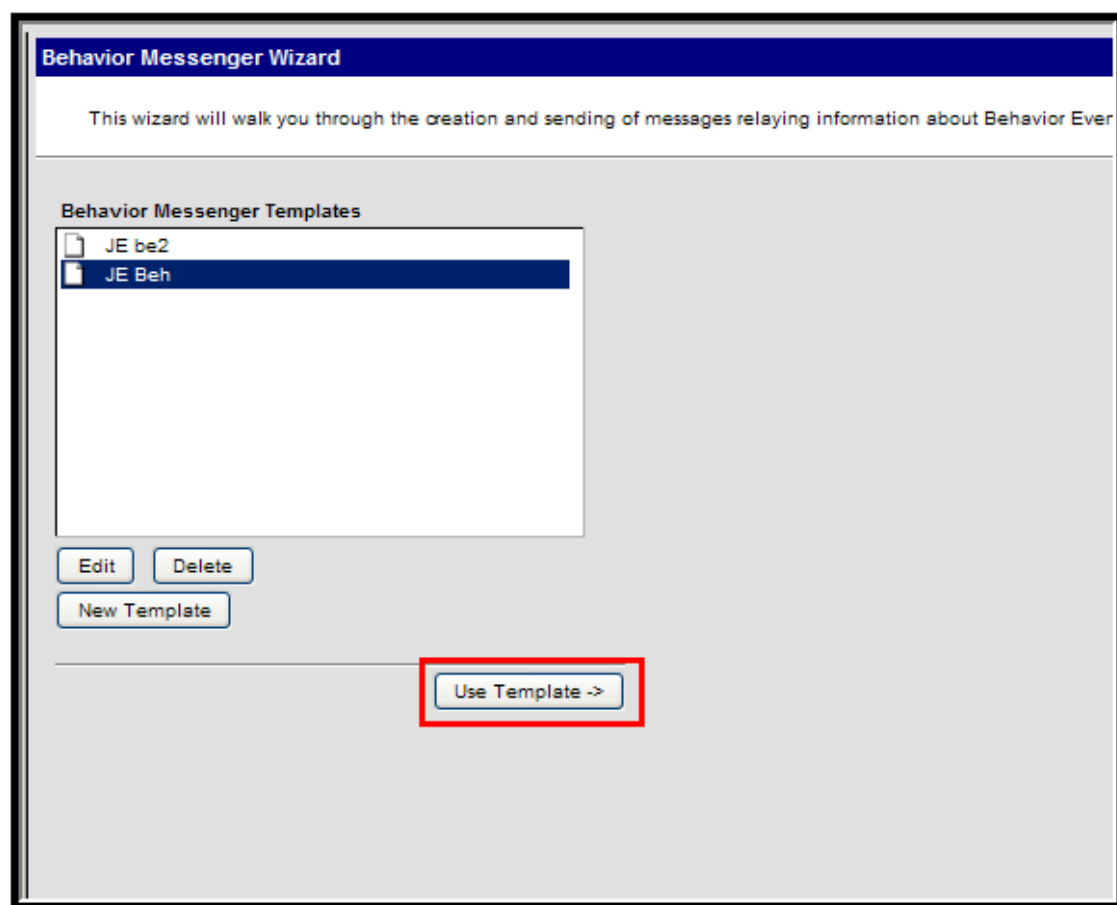 Behavior Messenger Wizard
This wizard will walk you through the creation and sending of messages relaying information about Behavior
Behavior Messenger Templates
JE be2
JE Beh
Edit Delete
New Template
Use Template ->